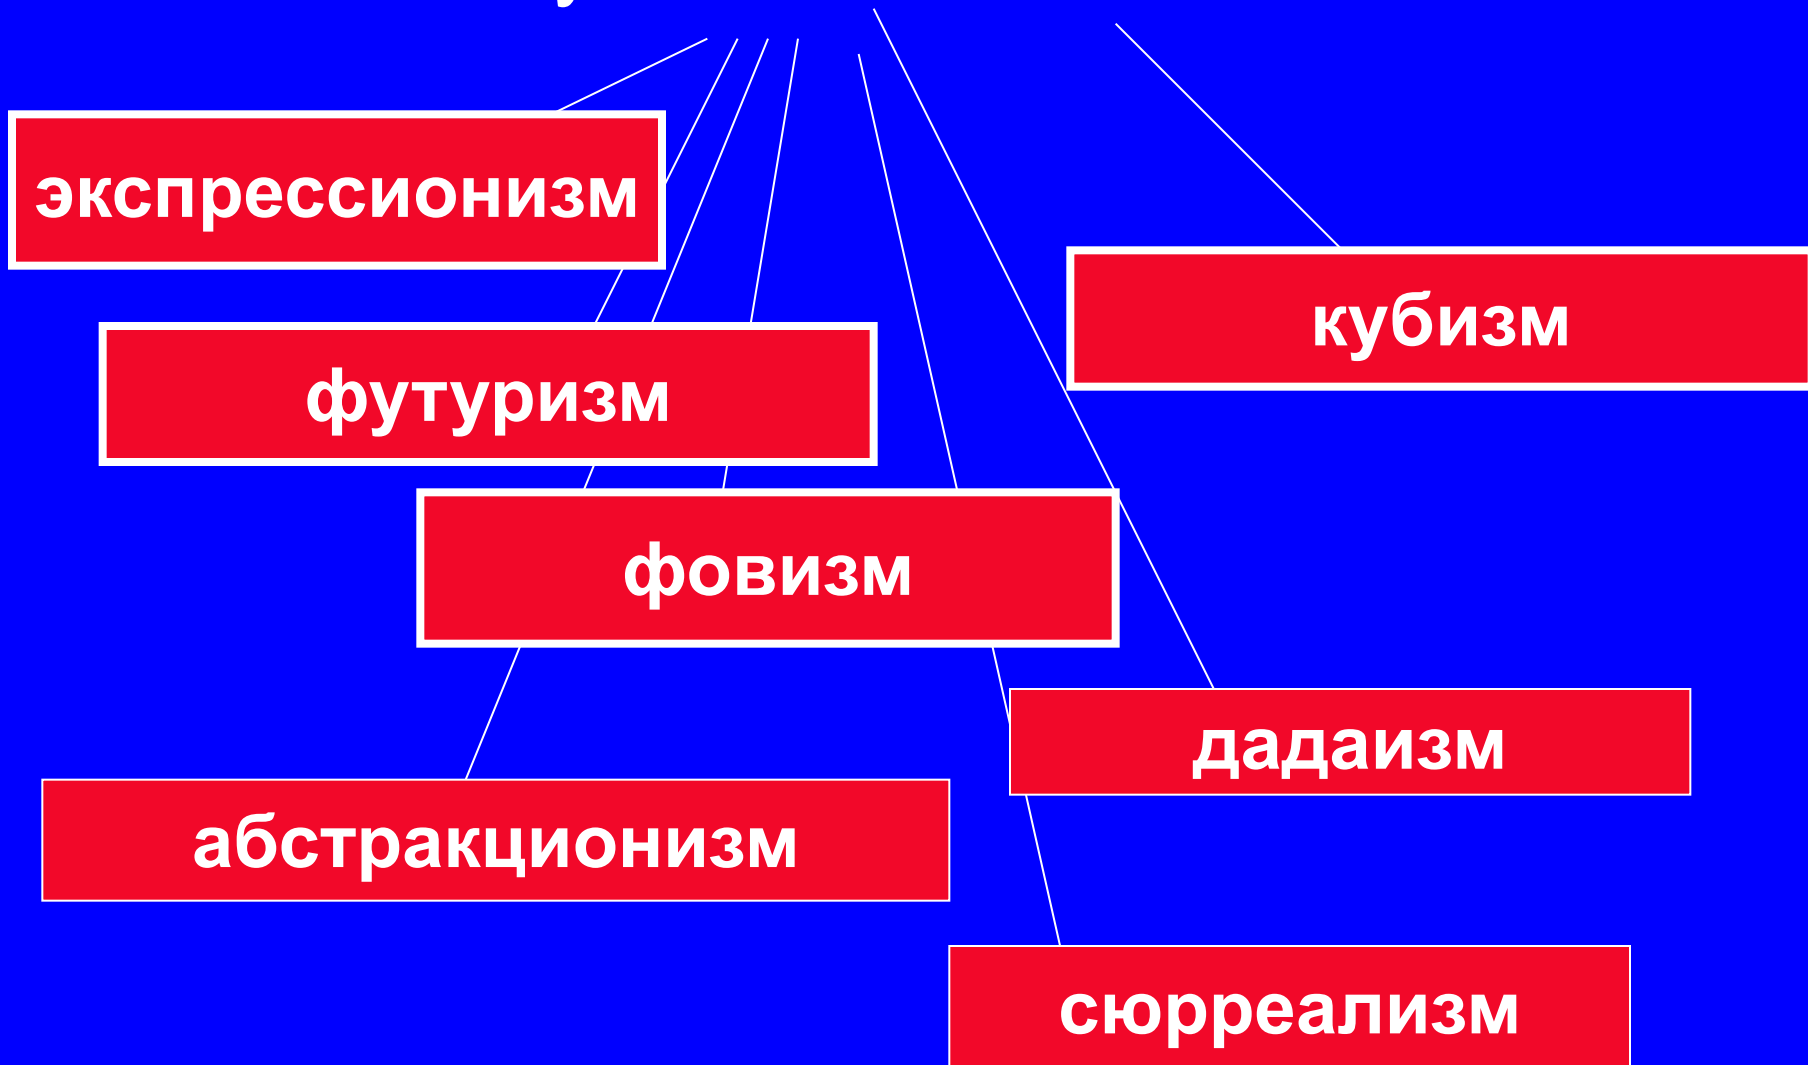 экспрессионизм
кубизм
футуризм
фовизм
дадаизм
абстракционизм
сюрреализм